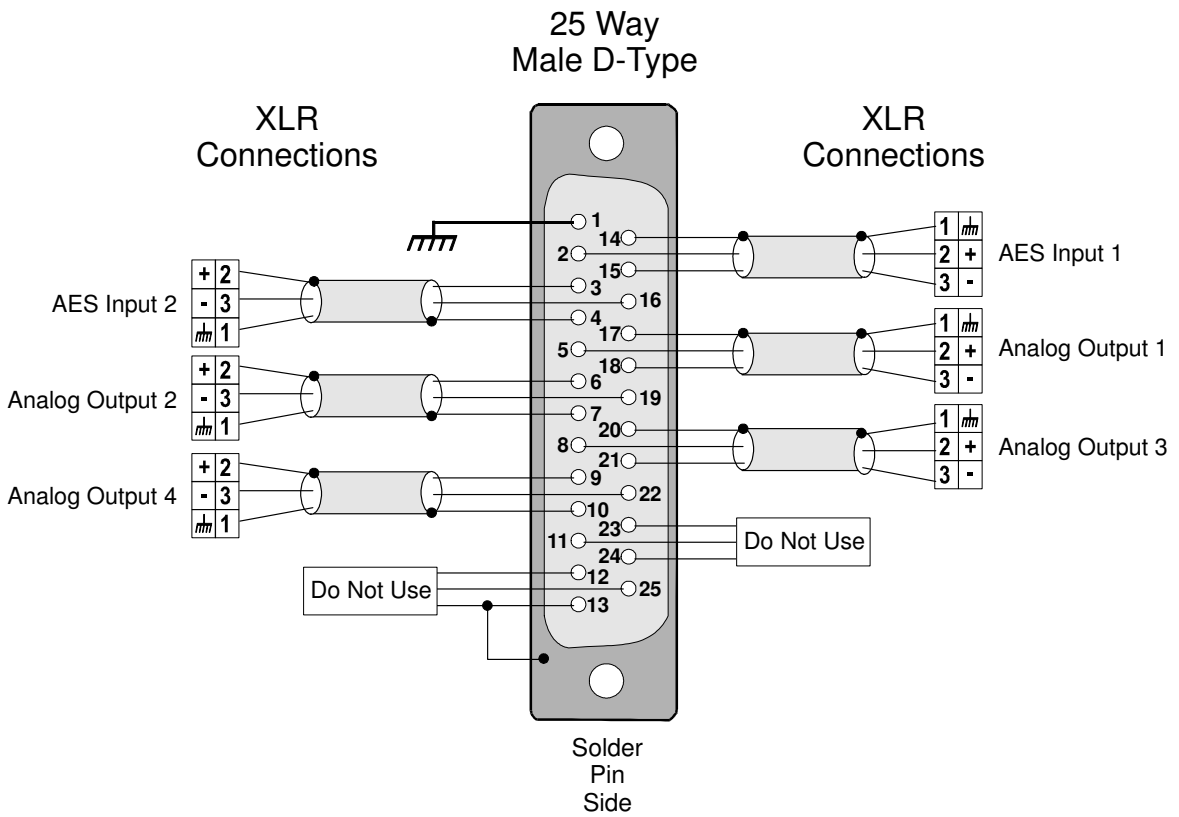 25 Way
Male D-Type
XLR
Connections
XLR
Connections
1
14
2
15
3
16
4
17
5
18
6
19
7
20
8
21
9
22
10
23
11
24
12
25
13
AES Input 2
+ 2
- 3
1
Analog Output 2
+ 2
- 3
1
Analog Output 4
+ 2
- 3
1
Do Not Use
1
2 +
3 -
AES Input 1
1
2 +
3 -
Analog Output 1
1
2 +
3 -
Analog Output 3
Do Not Use
Solder
Pin
Side